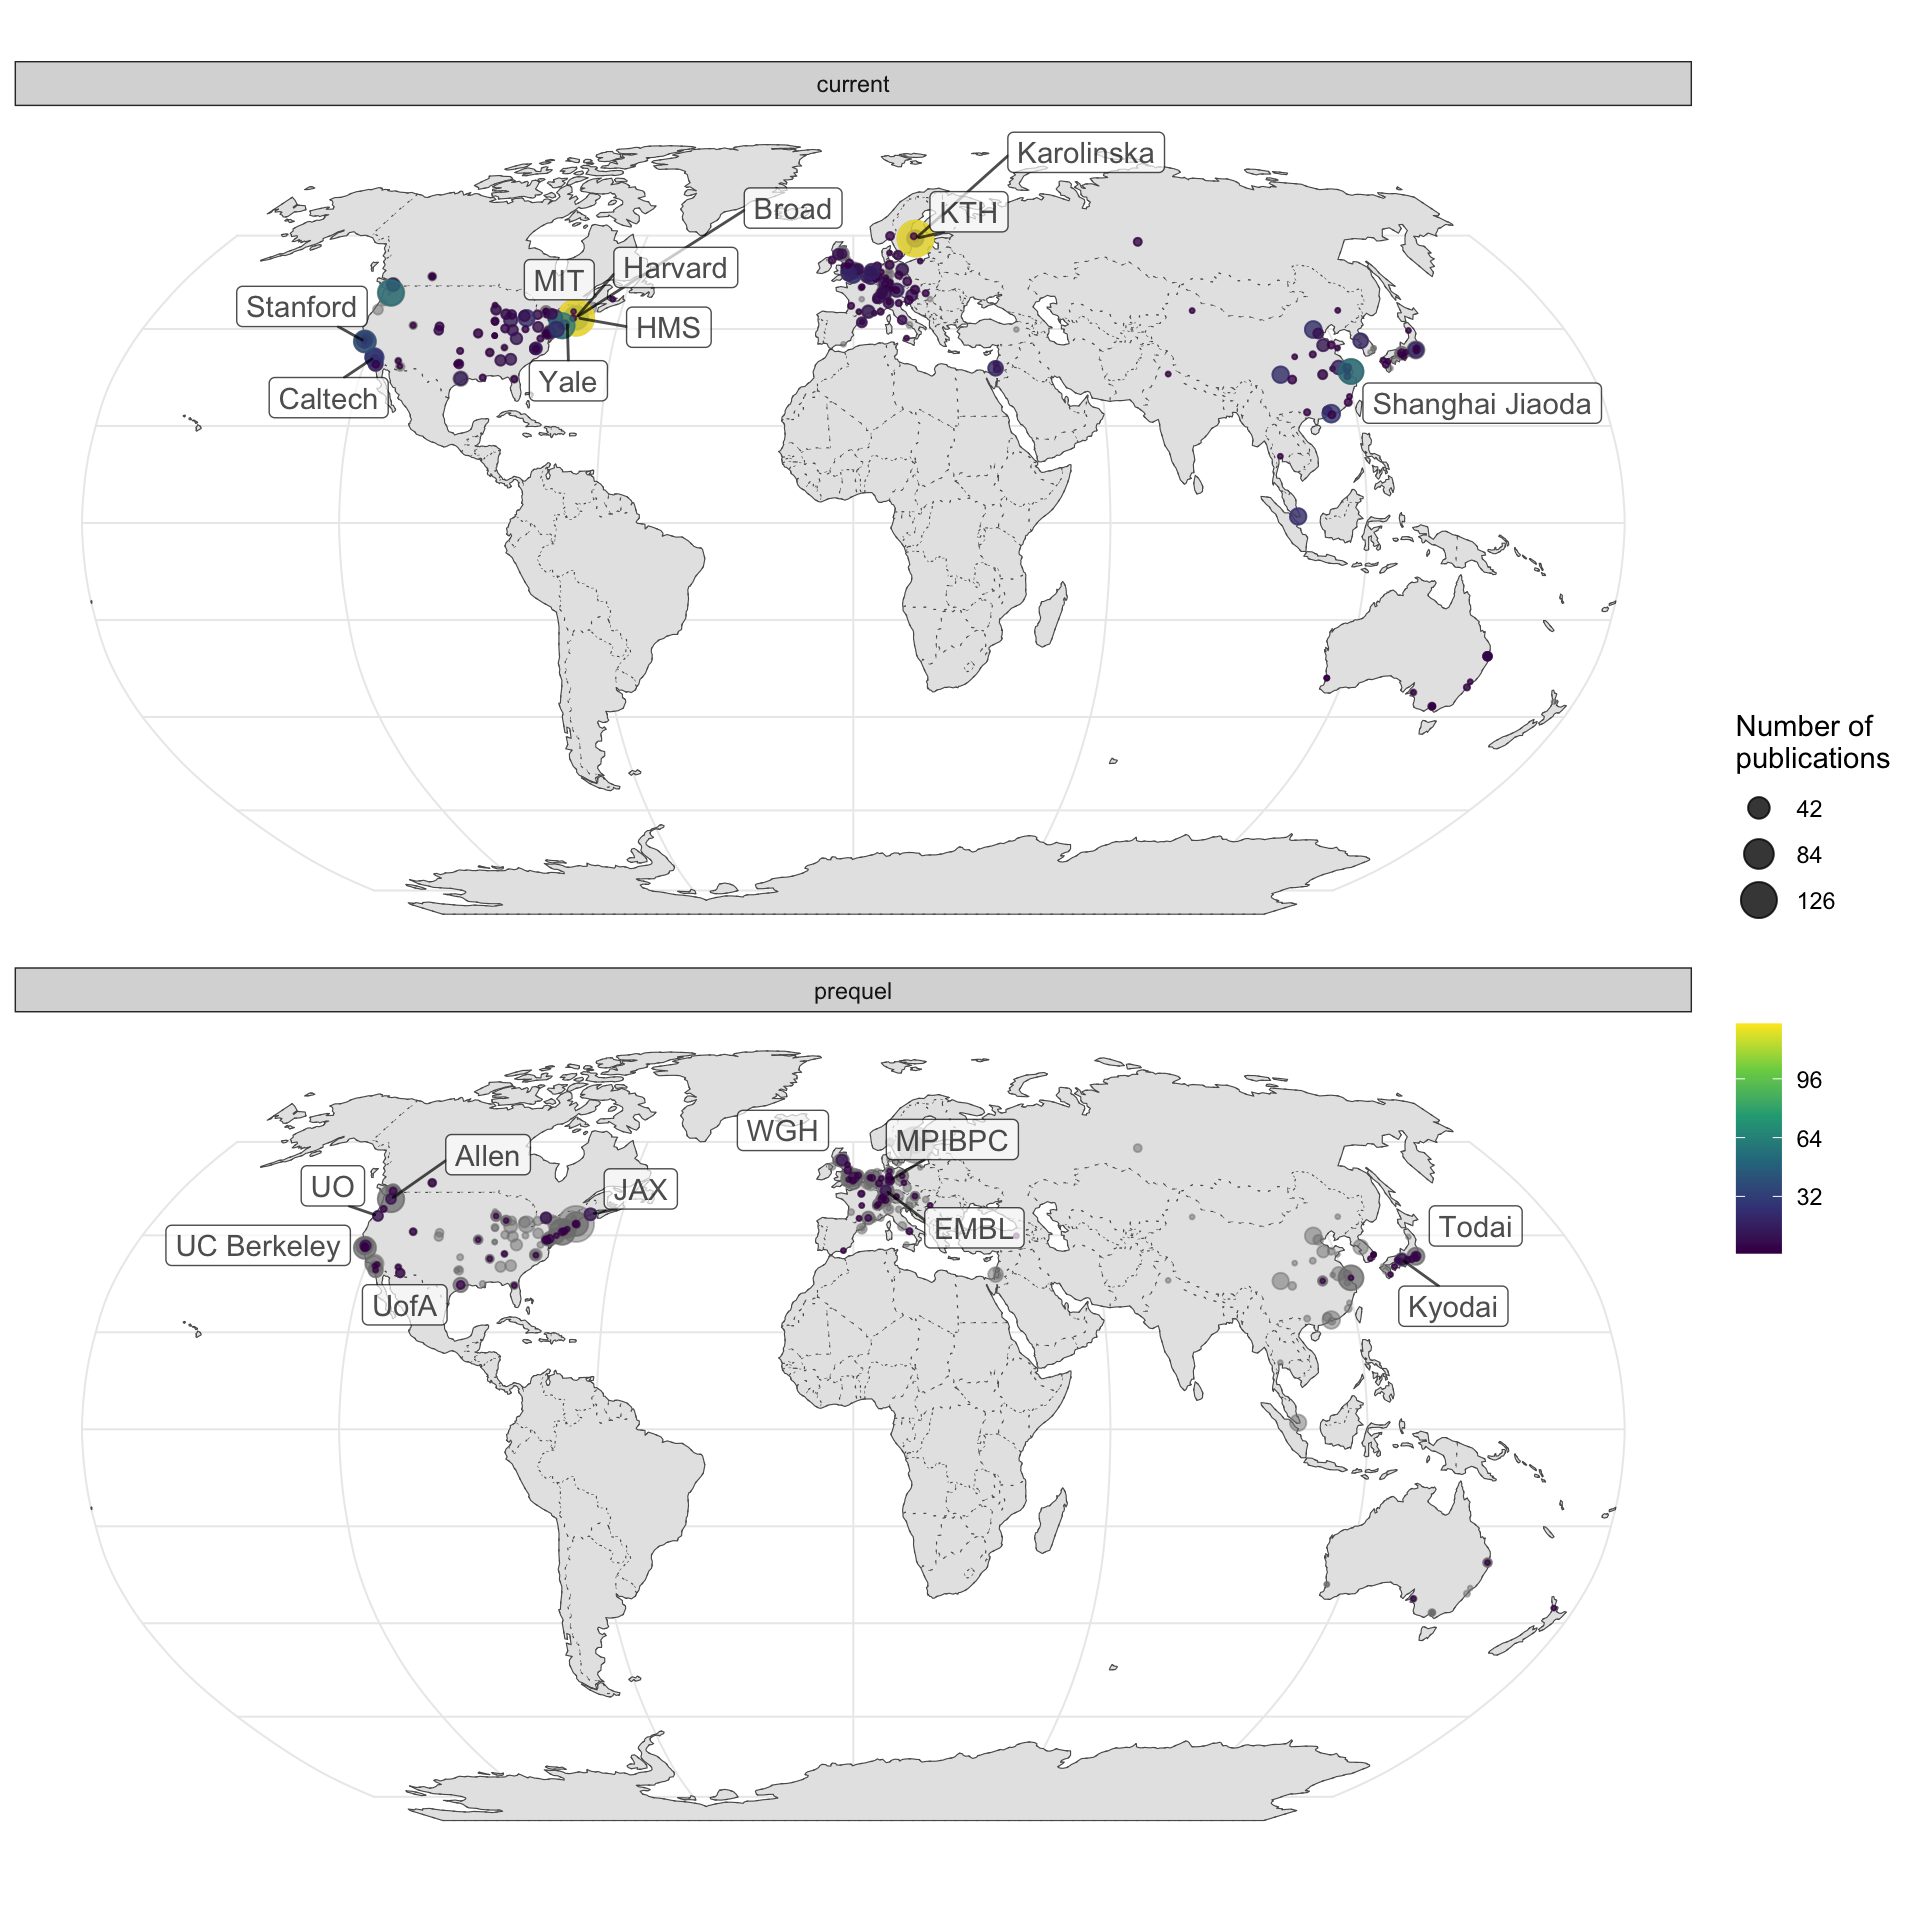 current
Karolinska
Broad
KTH
MIT
Harvard
Stanford
HMS
Yale
Caltech
Shanghai Jiaoda
Number of
publications
42
84
126
prequel
96
64
32
WGH
MPIBPC
Allen
UO
JAX
UC Berkeley
EMBL
Todai
UofA
Kyodai